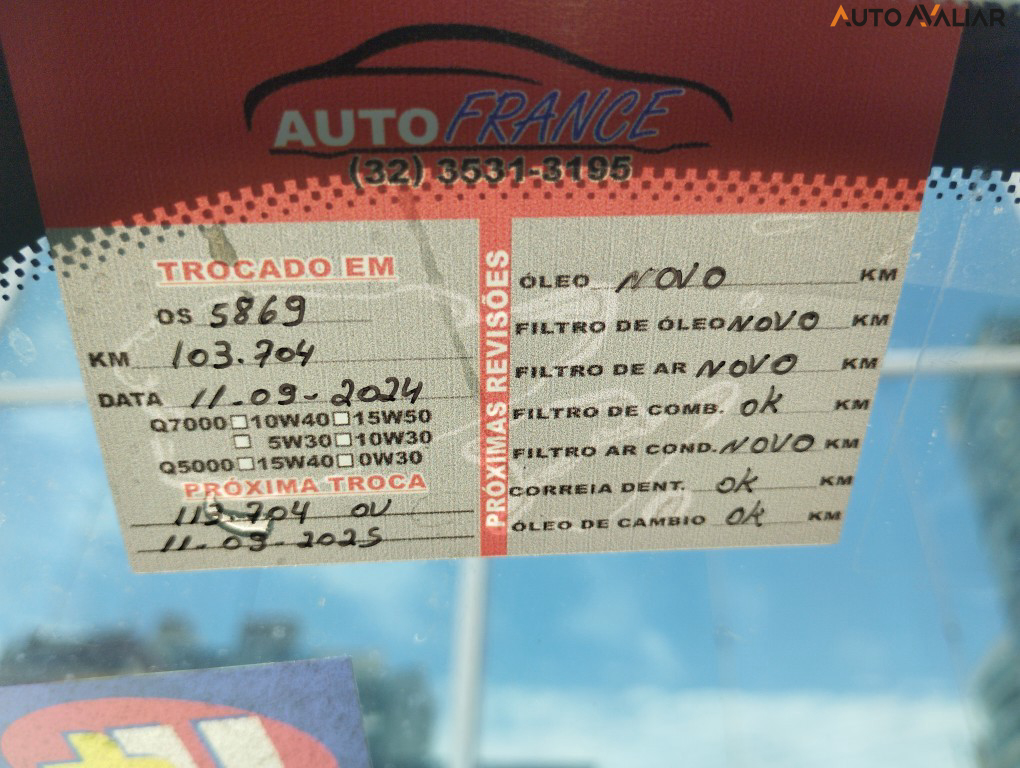 AUTO AVALIAR
AUTO FRANCE
(32) 3531-3195
TROCADO EM
OS 5869
KM 103.704
DATA 11-09-2024
Q7000 10W40 15W50
5W30 10W30
Q5000 15W40 0W30
PRÓXIMA TROCA
113.704 OU
11-09-2025
PRÓXIMAS REVISÕES
ÓLEO NOVO KM
FILTRO DE ÓLEO NOVO KM
FILTRO DE AR NOVO KM
FILTRO DE COMB. ok KM
FILTRO AR COND. NOVO KM
CORREIA DENT. ok KM
ÓLEO DE CAMBIO ok KM